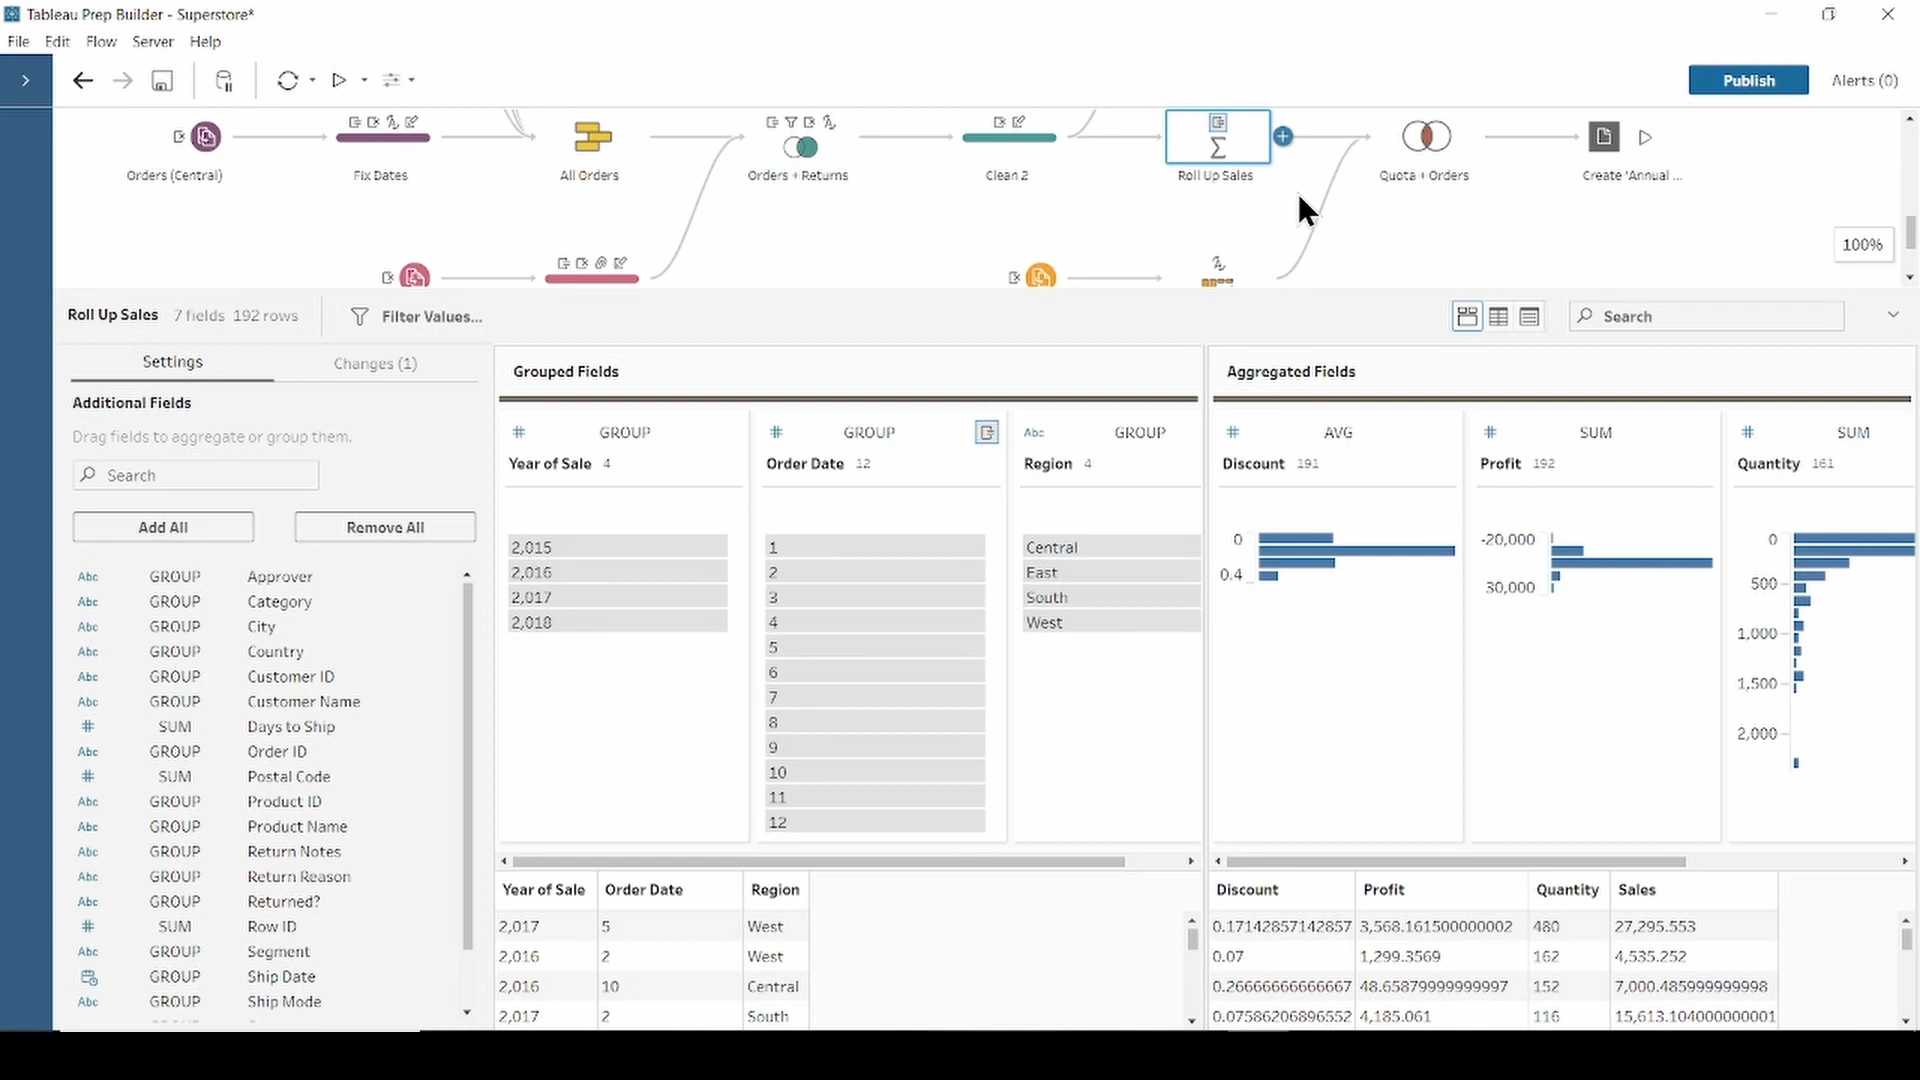 Tableau Prep Builder - Superstore*
File Edit Flow Server Help
Publish Alerts (0)
Orders (Central) Fix Dates All Orders Orders + Returns Clean 2 Roll Up Sales Quota + Orders Create 'Annual ...
100%
Roll Up Sales 7 fields 192 rows Filter Values... Search
Settings Changes (1)
Additional Fields
Drag fields to aggregate or group them.
Search
Add All Remove All
Abc GROUP Approver
Abc GROUP Category
Abc GROUP City
Abc GROUP Country
Abc GROUP Customer ID
Abc GROUP Customer Name
# SUM Days to Ship
Abc GROUP Order ID
# SUM Postal Code
Abc GROUP Product ID
Abc GROUP Product Name
Abc GROUP Return Notes
Abc GROUP Return Reason
Abc GROUP Returned?
# SUM Row ID
Abc GROUP Segment
GROUP Ship Date
Abc GROUP Ship Mode
Grouped Fields
# GROUP
Year of Sale 4
2,015
2,016
2,017
2,018
# GROUP
Order Date 12
1
2
3
4
5
6
7
8
9
10
11
12
Abc GROUP
Region 4
Central
East
South
West
Year of Sale Order Date Region
2,017 5 West
2,016 2 West
2,016 10 Central
2,017 2 South
Aggregated Fields
# AVG
Discount 191
0
0.4
# SUM
Profit 192
-20,000
30,000
# SUM
Quantity 161
0
500
1,000
1,500
2,000
Discount Profit Quantity Sales
0.17142857142857 3,568.161500000002 480 27,295.553
0.07 1,299.3569 162 4,535.252
0.26666666666667 48.65879999999997 152 7,000.485999999998
0.07586206896552 4,185.061 116 15,613.104000000001